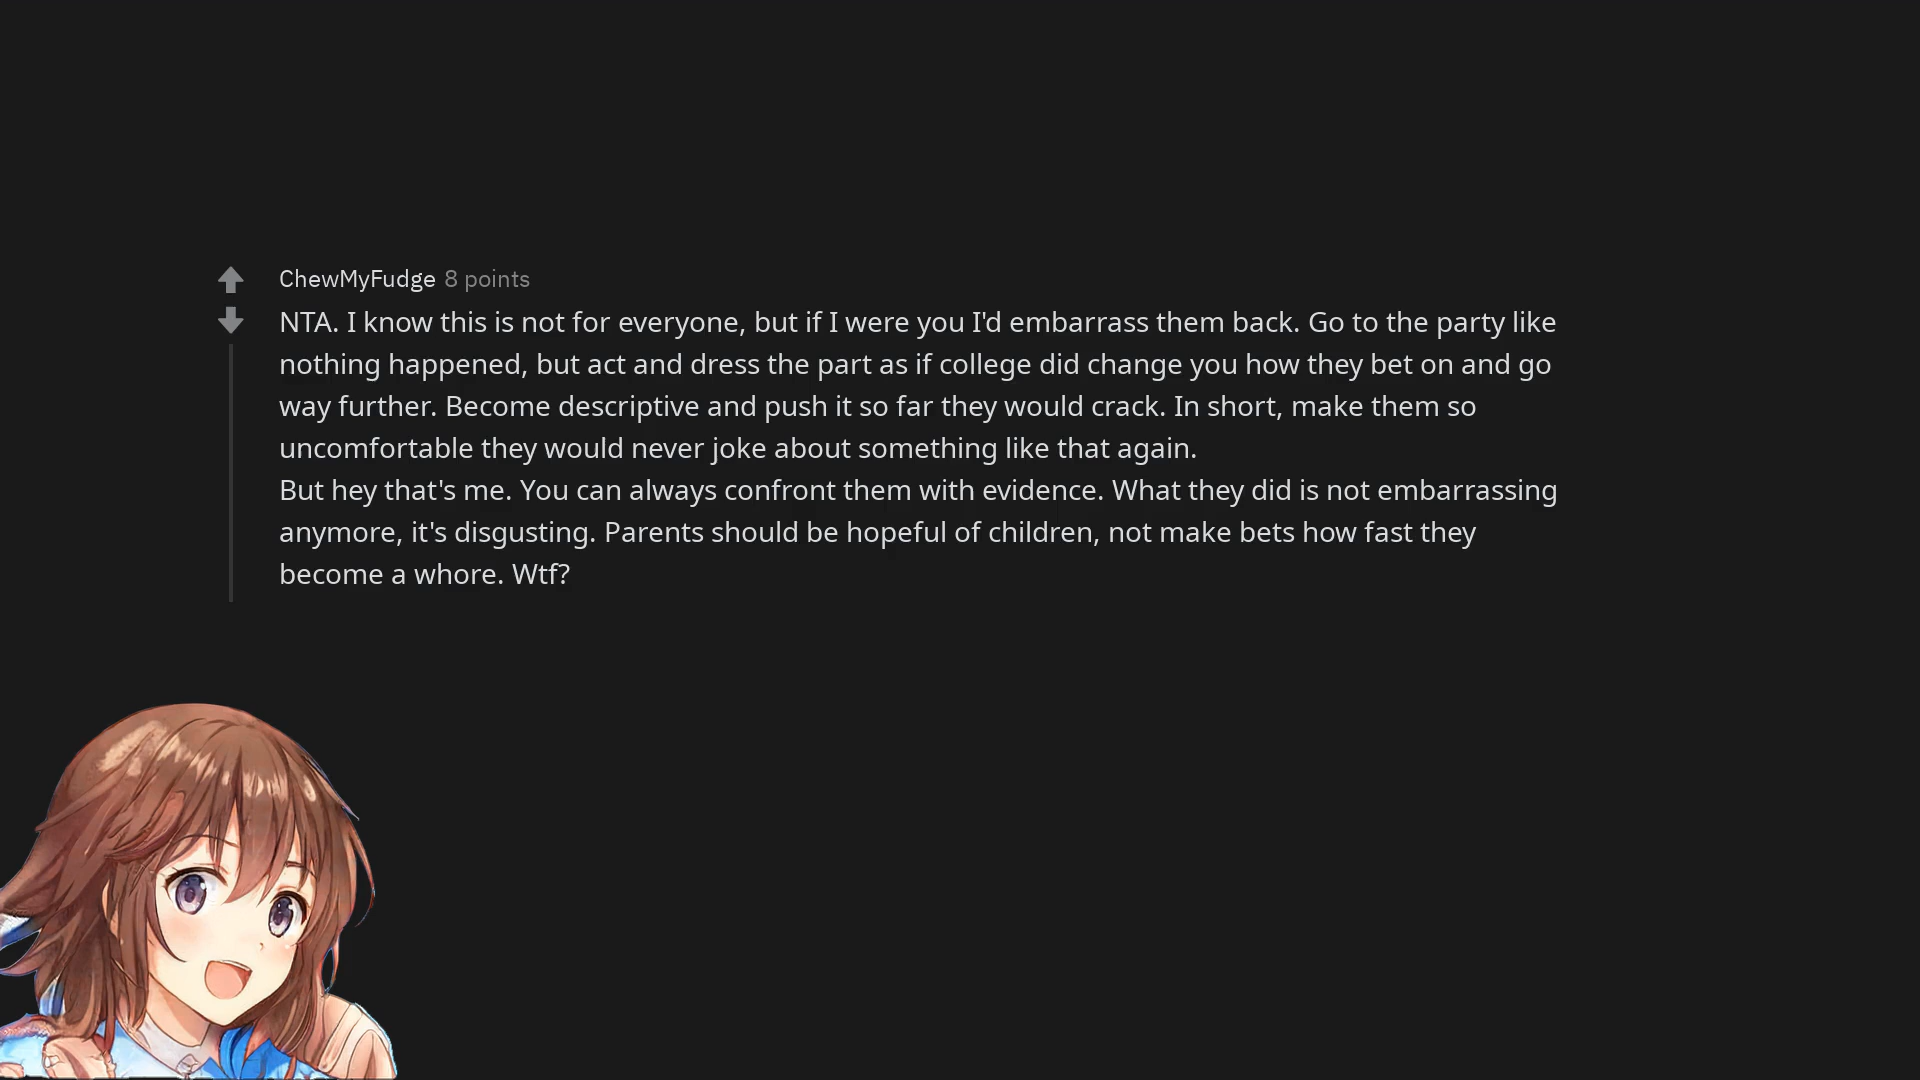 ChewMyFudge 8 points
NTA. I know this is not for everyone, but if I were you I'd embarrass them back. Go to the party like
nothing happened, but act and dress the part as if college did change you how they bet on and go
way further. Become descriptive and push it so far they would crack. In short, make them so
uncomfortable they would never joke about something like that again.
But hey that's me. You can always confront them with evidence. What they did is not embarrassing
anymore, it's disgusting. Parents should be hopeful of children, not make bets how fast they
become a whore. Wtf?